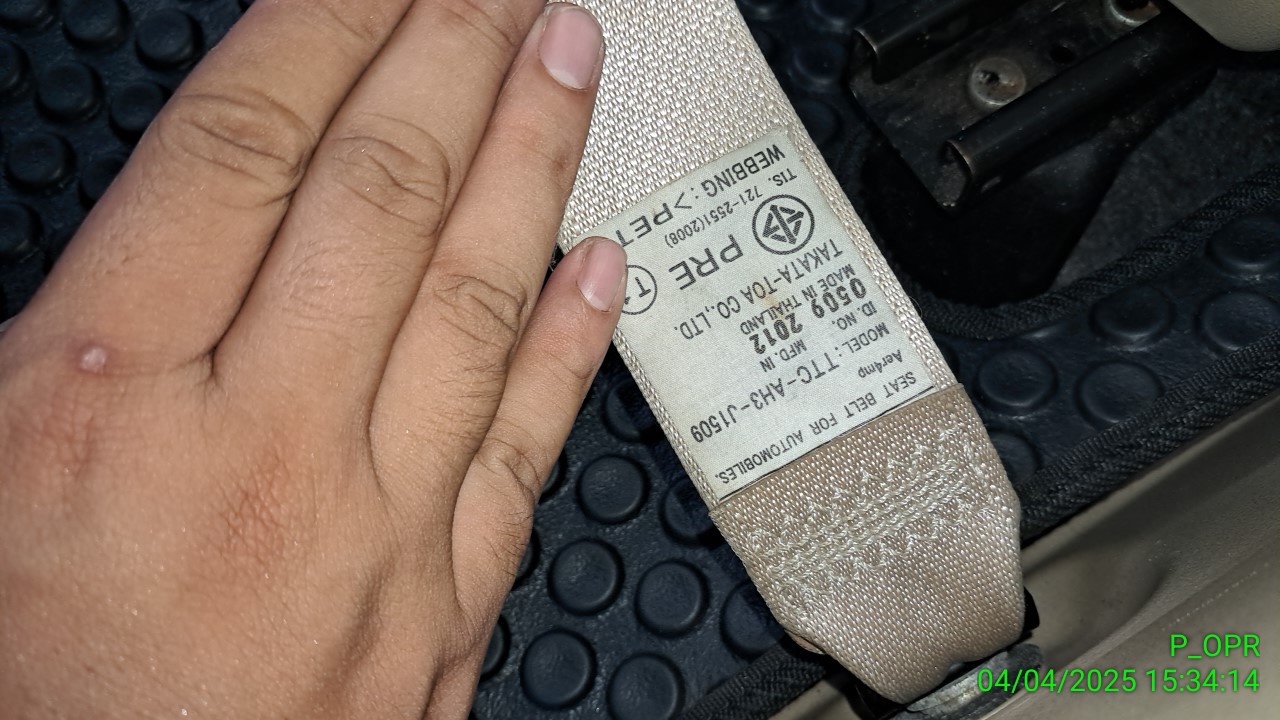 SEAT BELT FOR AUTOMOBILES.
Aer4mp
MODEL : TTC-AH3-J1509
ID. NO. MFD. IN
0509 2012
MADE IN THAILAND
TAKATA-TOA CO.,LTD.
PRE
TIS. 721-2551(2008)
WEBBING : >PET
P_OPR
04/04/2025 15:34:14